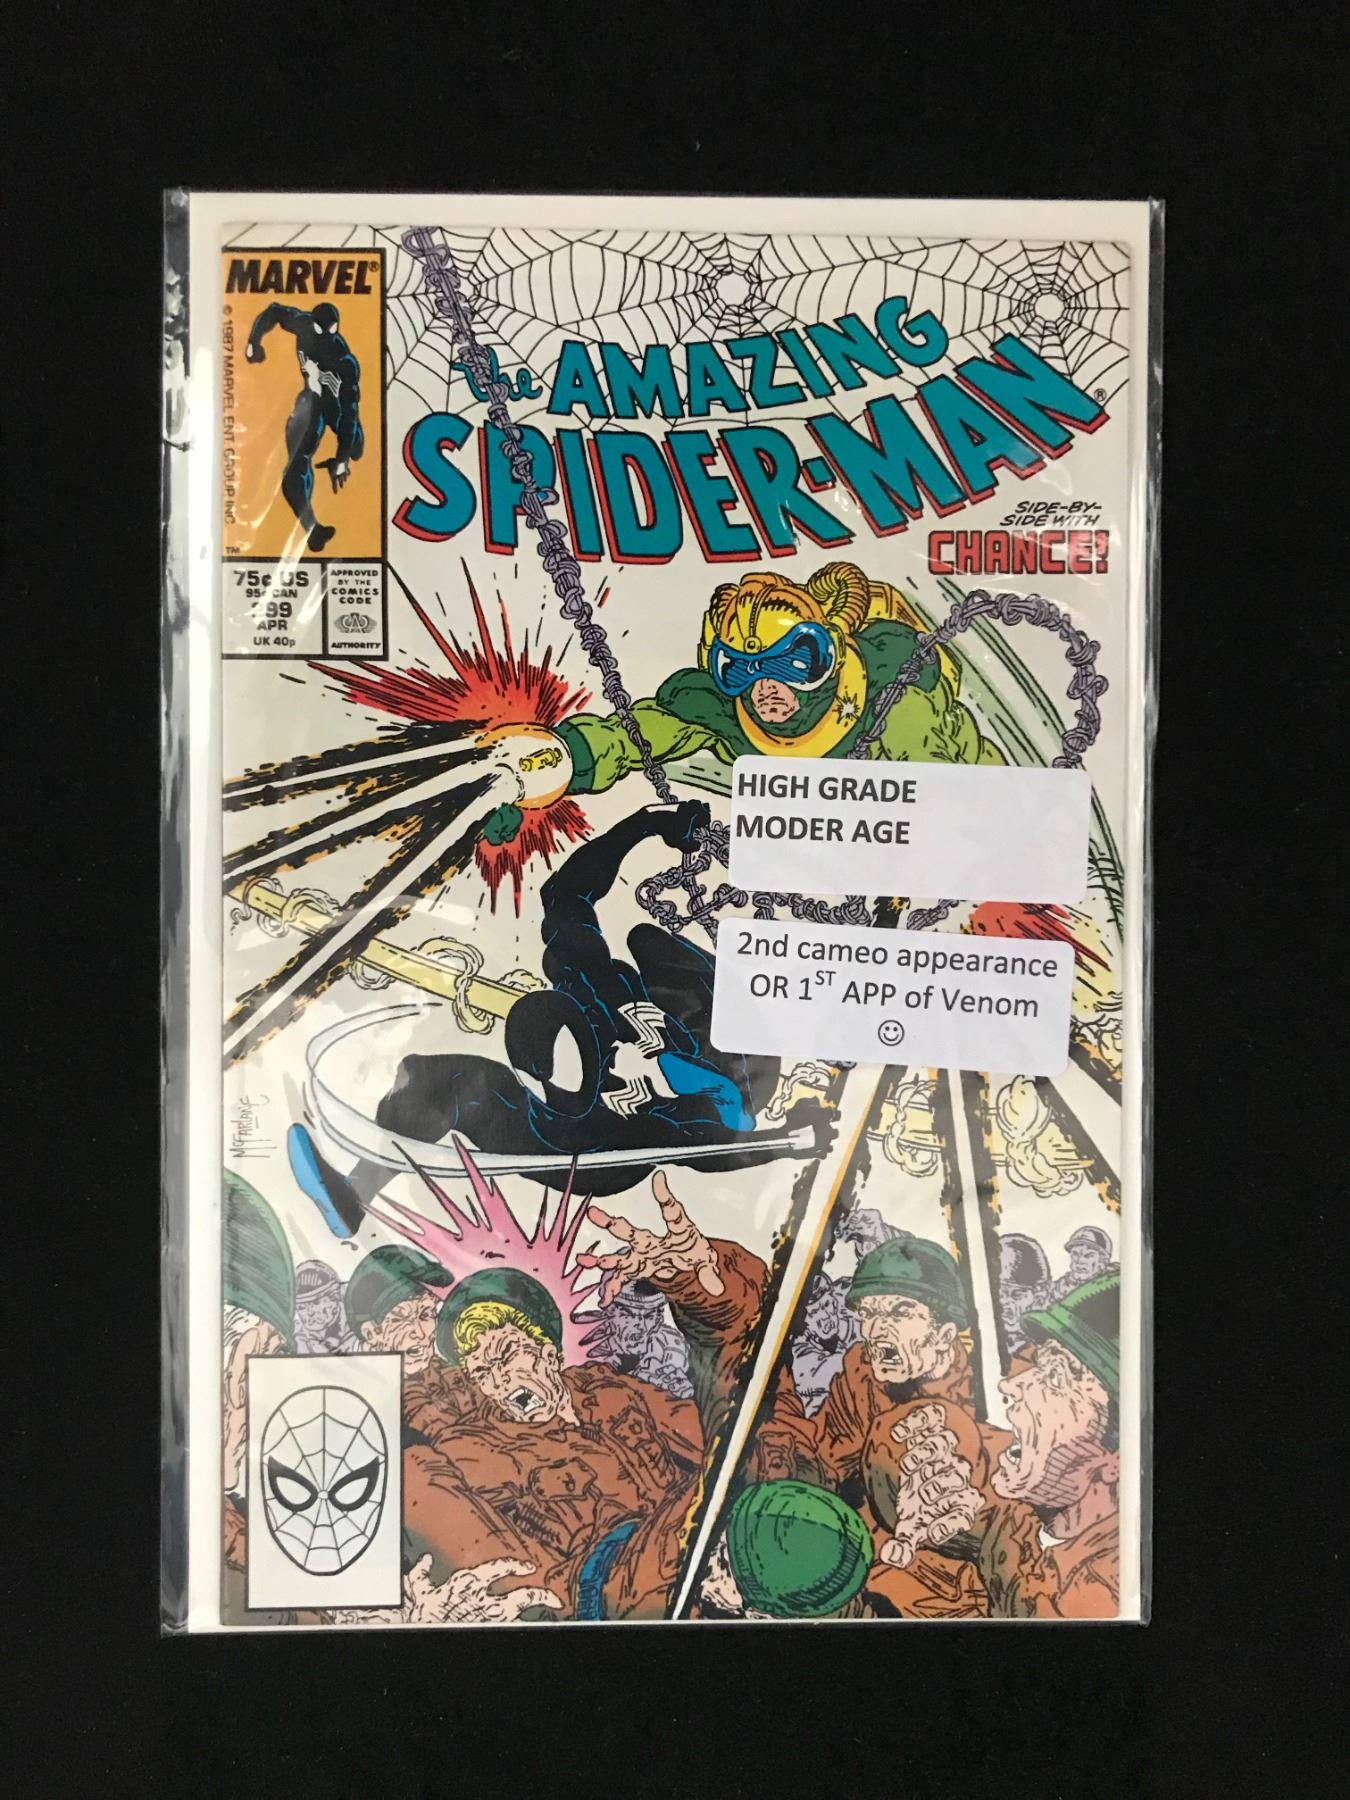 MARVEL®
© 1987 MARVEL ENT. GROUP, INC.
TM
75¢ US
95¢ CAN
299
APR
UK 40p
APPROVED
BY THE
COMICS
CODE
AUTHORITY
the AMAZING
SPIDER-MAN®
SIDE-BY-
SIDE WITH
CHANCE!
HIGH GRADE
MODER AGE
2nd cameo appearance
OR 1ST APP of Venom
☺
McFARLANE